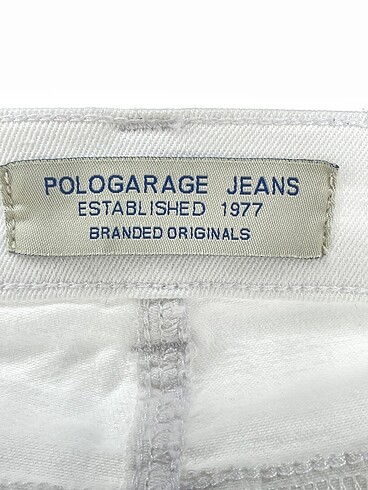 POLOGARAGE JEANS
ESTABLISHED 1977
BRANDED ORIGINALS